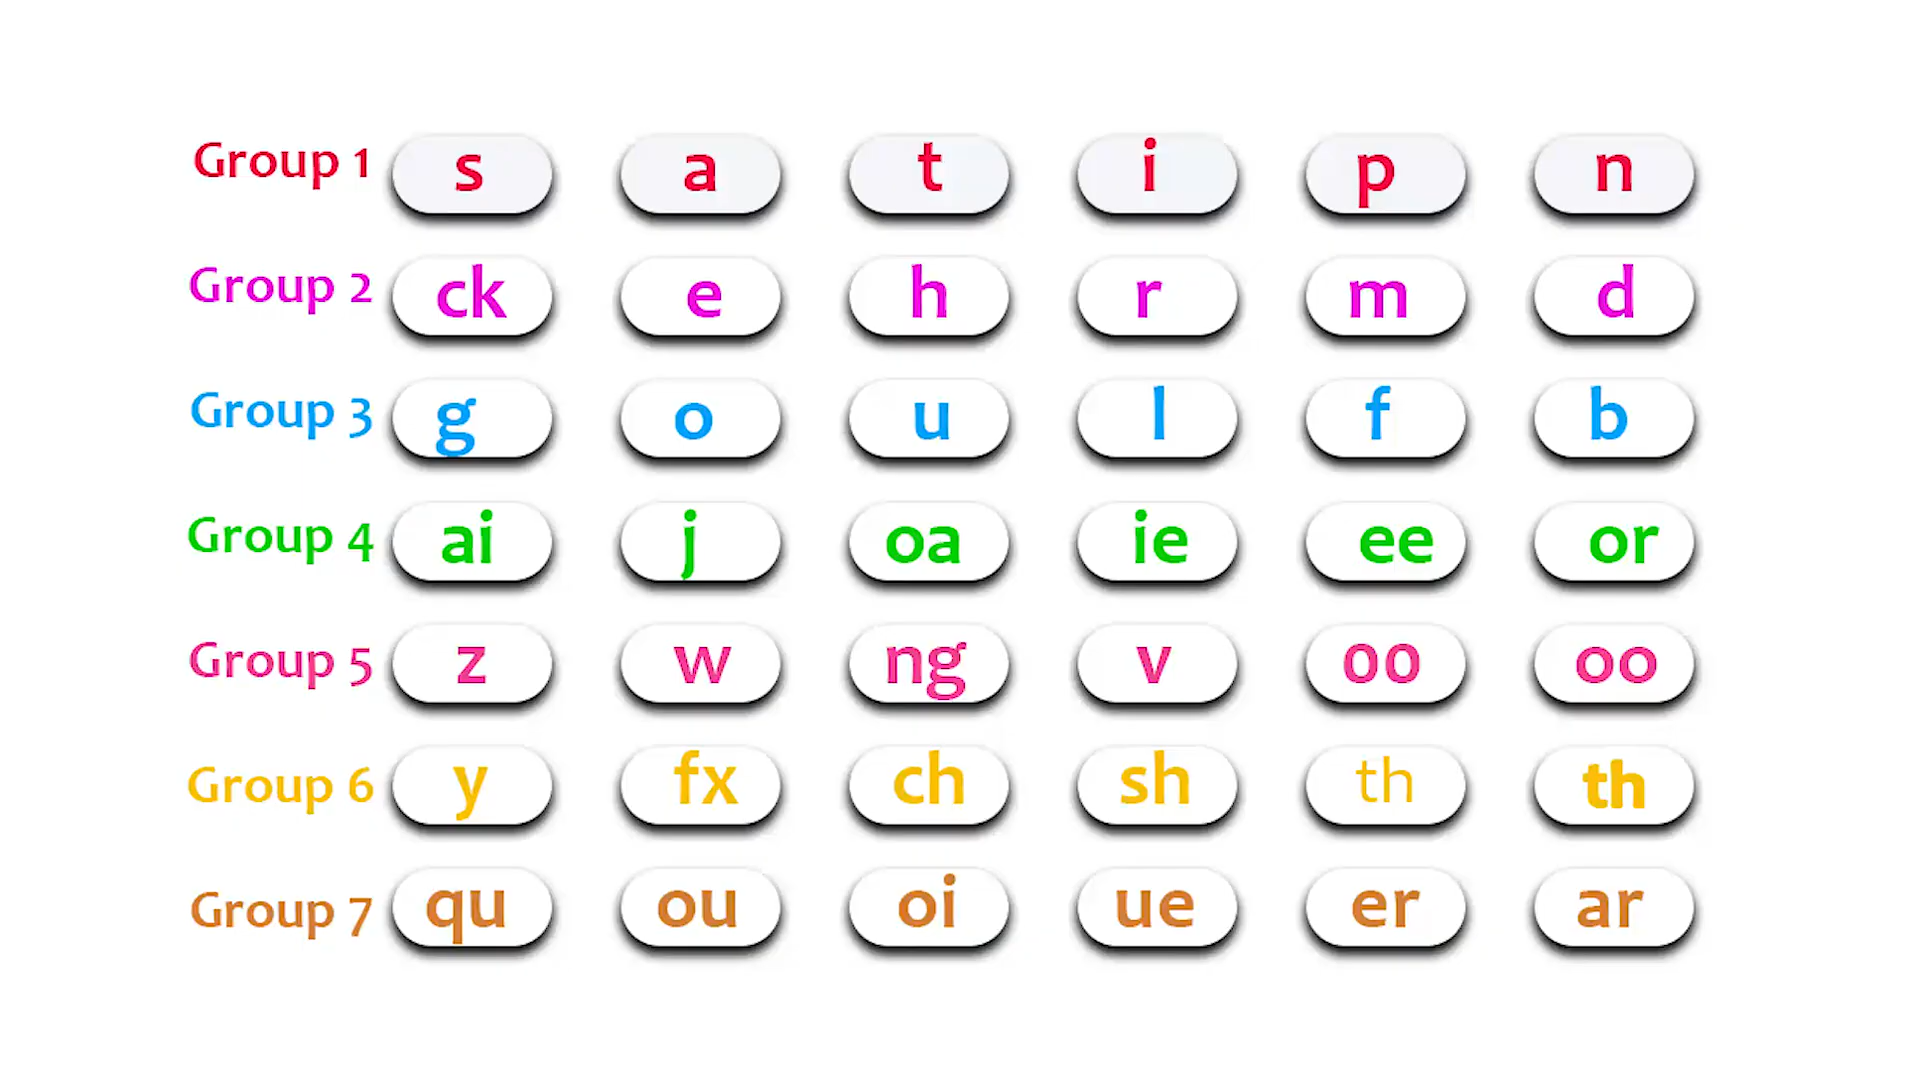 Group 1 s a t i p n
Group 2 ck e h r m d
Group 3 g o u l f b
Group 4 ai j oa ie ee or
Group 5 z w ng v oo oo
Group 6 y fx ch sh th th
Group 7 qu ou oi ue er ar